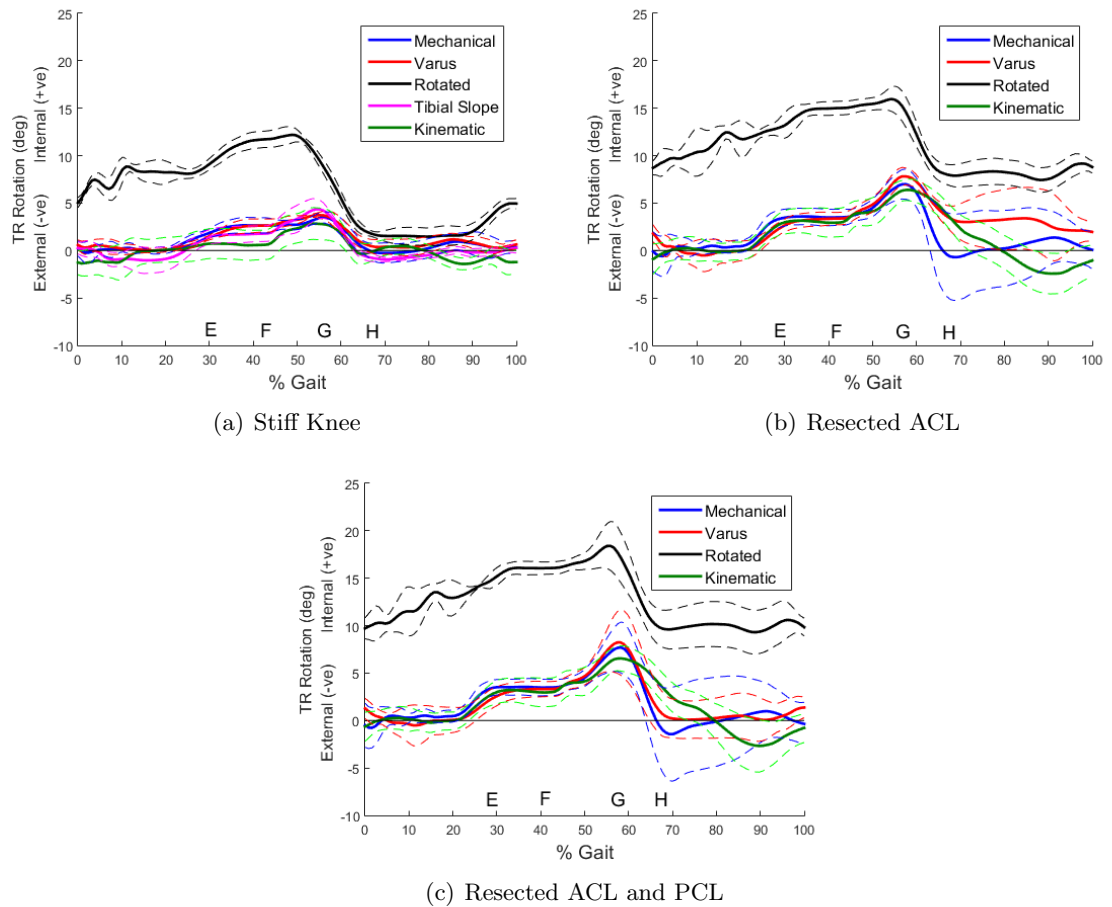 25
20
15
10
5
0
-5
-10
TR Rotation (deg)
External (-ve) Internal (+ve)
Mechanical
Varus
Rotated
Tibial Slope
Kinematic
E F G H
0 10 20 30 40 50 60 70 80 90 100
% Gait
(a) Stiff Knee
25
20
15
10
5
0
-5
-10
TR Rotation (deg)
External (-ve) Internal (+ve)
Mechanical
Varus
Rotated
Kinematic
E F G H
0 10 20 30 40 50 60 70 80 90 100
% Gait
(b) Resected ACL
25
20
15
10
5
0
-5
-10
TR Rotation (deg)
External (-ve) Internal (+ve)
Mechanical
Varus
Rotated
Kinematic
E F G H
0 10 20 30 40 50 60 70 80 90 100
% Gait
(c) Resected ACL and PCL